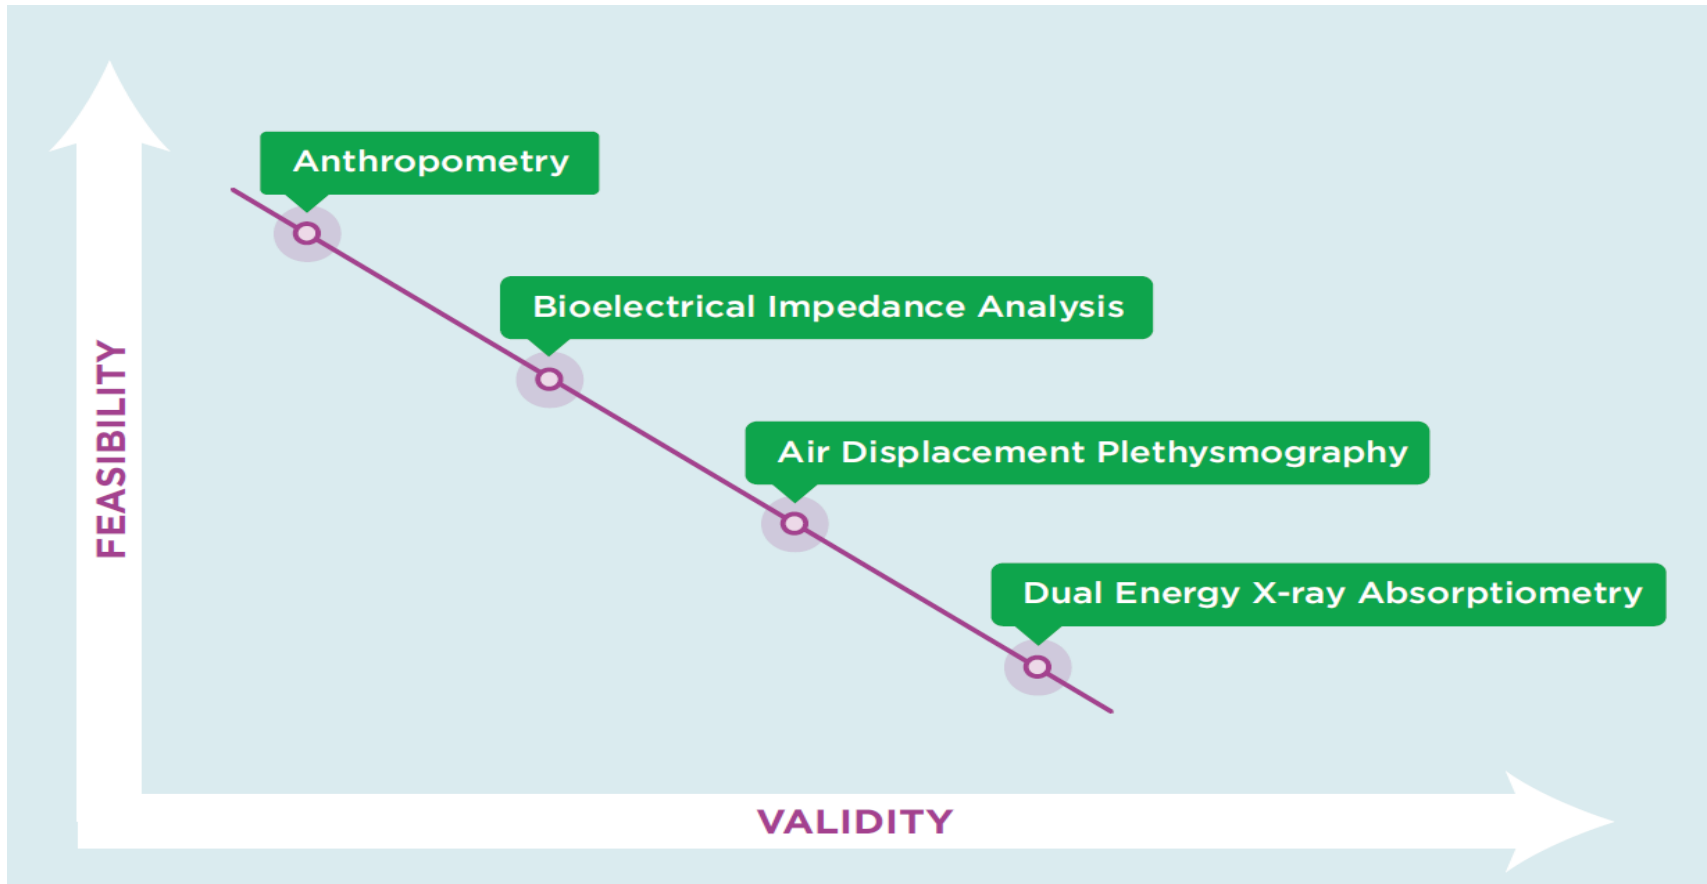 Anthropometry
Bioelectrical Impedance Analysis
Air Displacement Plethysmography
Dual Energy X-ray Absorptiometry
FEASIBILITY
VALIDITY